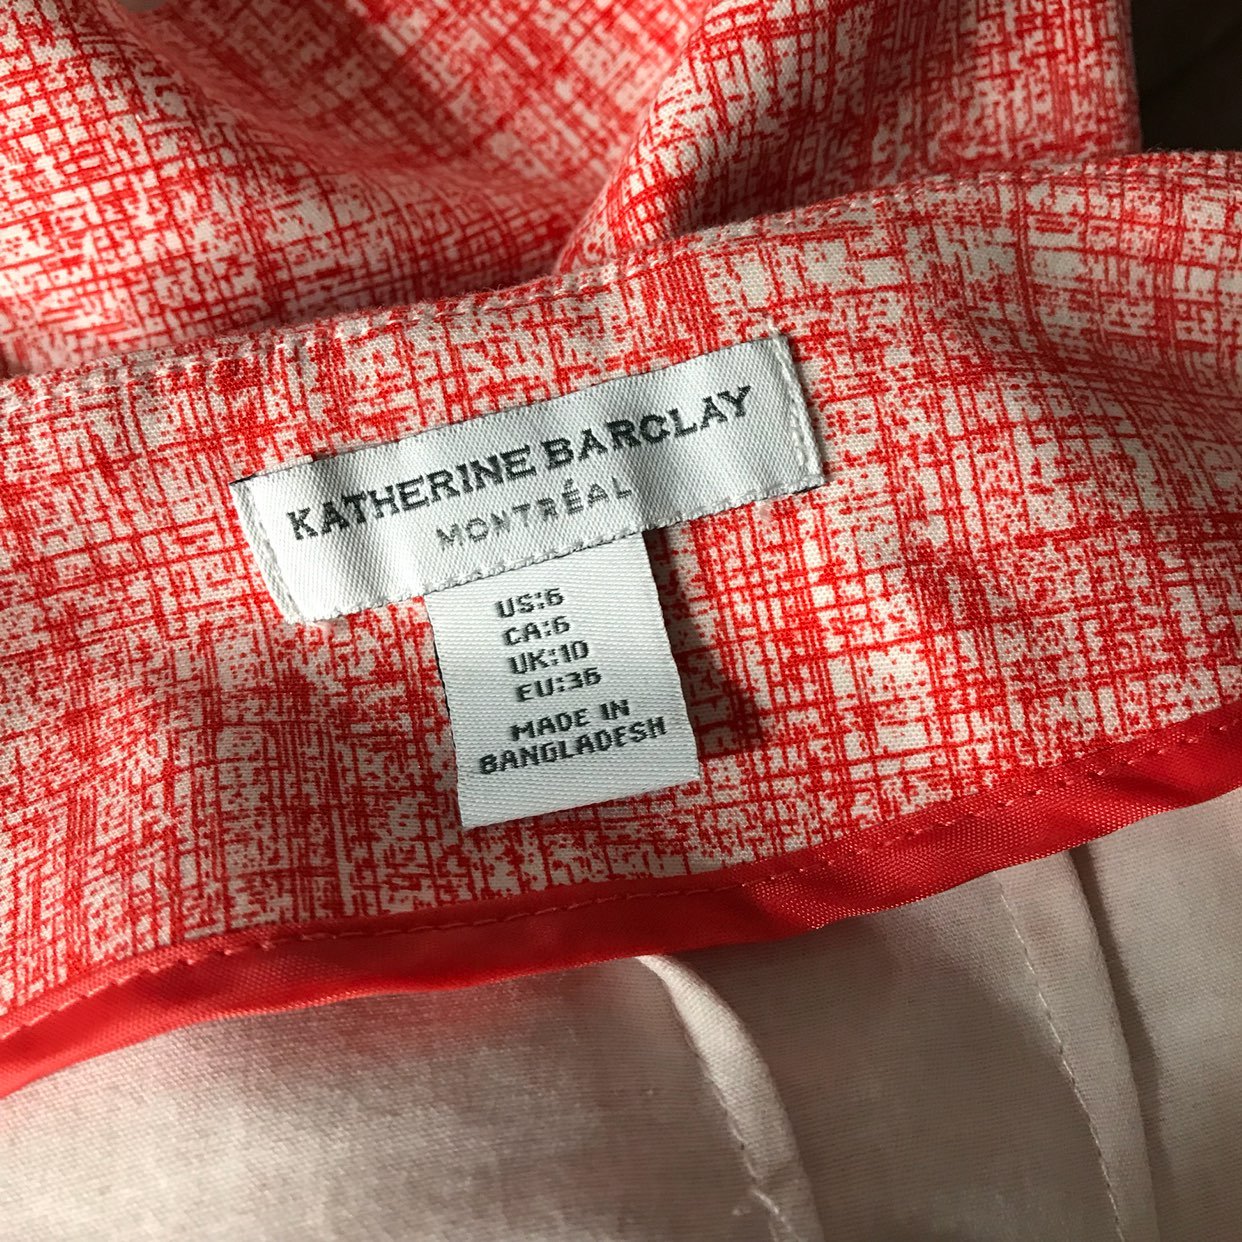 KATHERINE BARCLAY
MONTRÉAL
US:6
CA:6
UK:10
EU:36
MADE IN
BANGLADESH